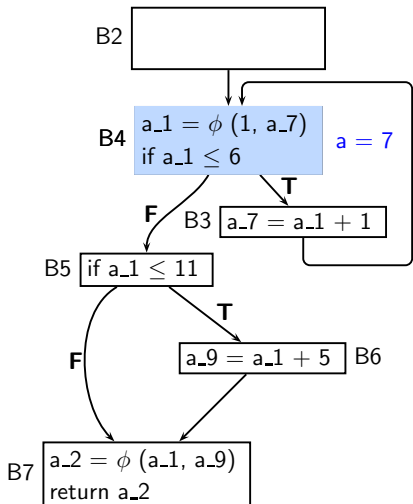 B2
B4
a_1 = ϕ (1, a_7)
if a_1 ≤ 6
a = 7
T
F
B3
a_7 = a_1 + 1
B5
if a_1 ≤ 11
T
F
a_9 = a_1 + 5
B6
B7
a_2 = ϕ (a_1, a_9)
return a_2